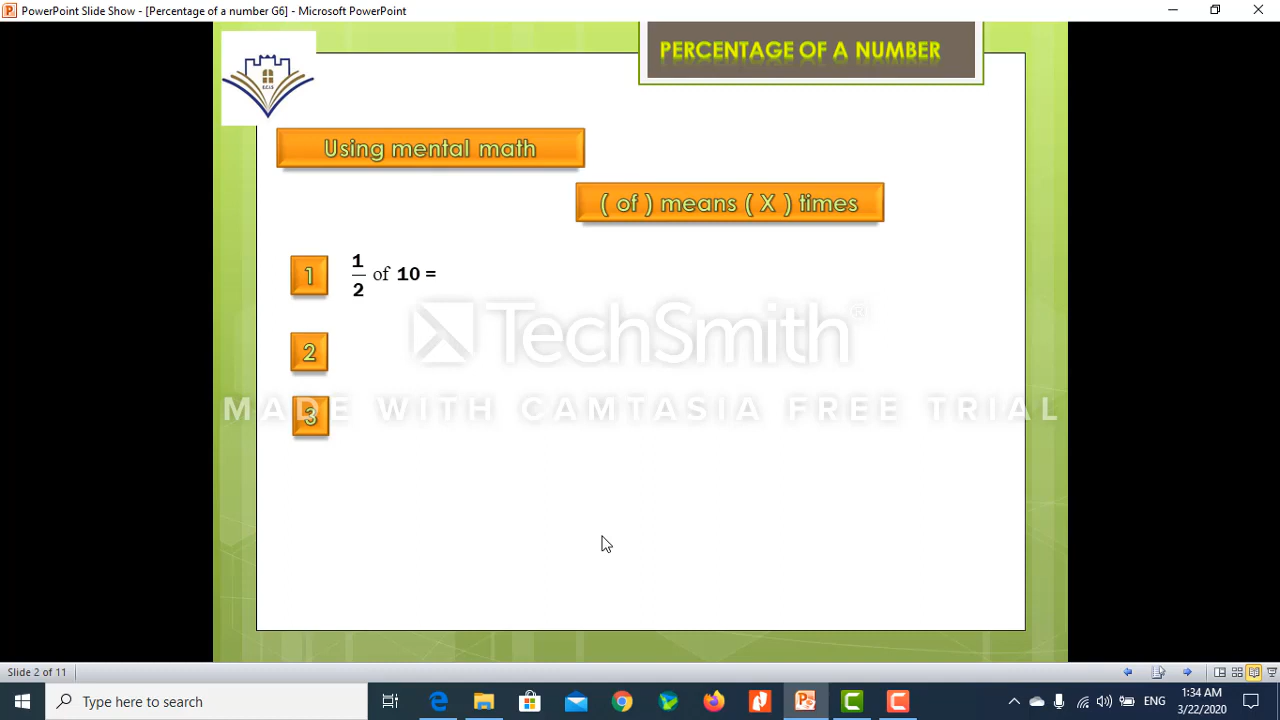 PowerPoint Slide Show - [Percentage of a number G6] - Microsoft PowerPoint
PERCENTAGE OF A NUMBER
Using mental math
( of ) means ( X ) times
1
1/2 of 10 =
2
TechSmith®
MADE WITH CAMTASIA FREE TRIAL
3
Slide 2 of 11
Type here to search
ENG
1:34 AM
3/22/2020